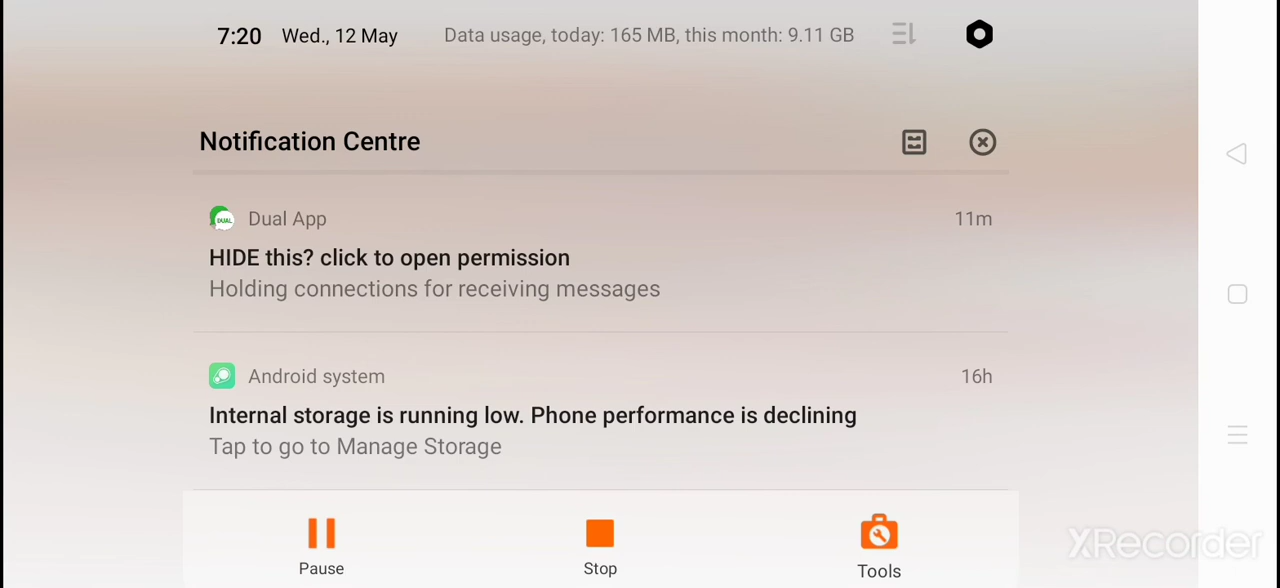 7:20 Wed., 12 May Data usage, today: 165 MB, this month: 9.11 GB
Notification Centre
DUAL Dual App 11m
HIDE this? click to open permission
Holding connections for receiving messages
Android system 16h
Internal storage is running low. Phone performance is declining
Tap to go to Manage Storage
Pause Stop Tools
XRecorder